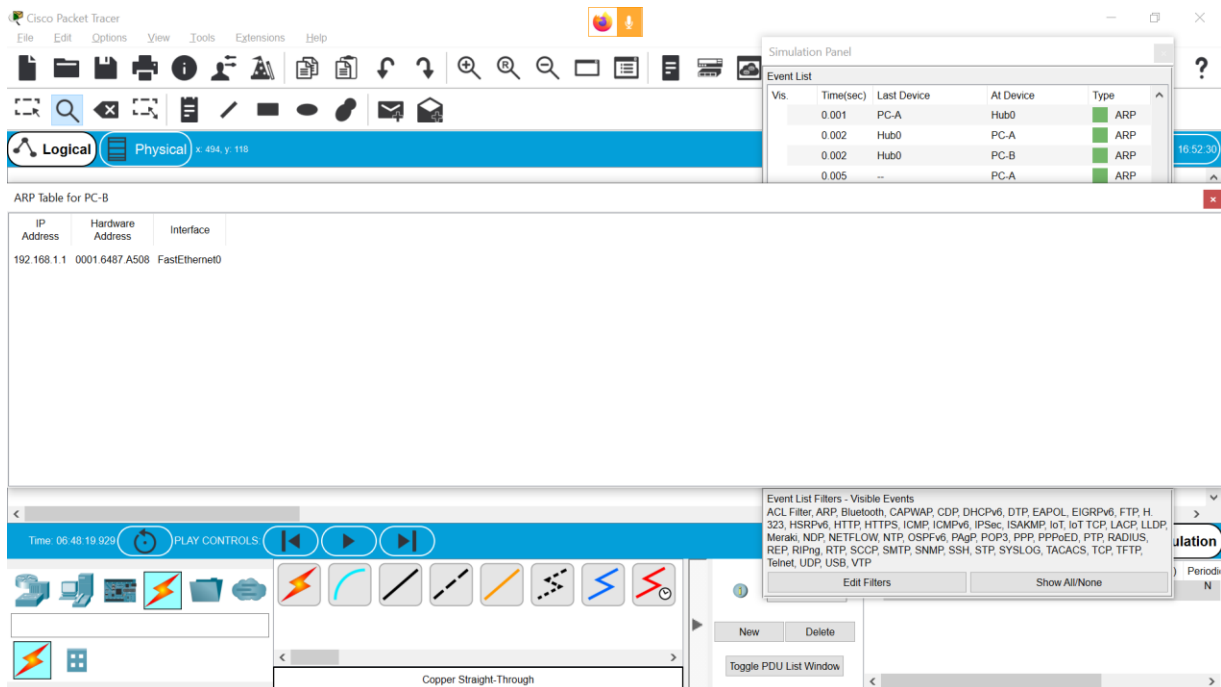 Cisco Packet Tracer
File Edit Options View Tools Extensions Help
Simulation Panel
Event List
Vis. Time(sec) Last Device At Device Type
0.001 PC-A Hub0 ARP
0.002 Hub0 PC-A ARP
0.002 Hub0 PC-B ARP
0.005 -- PC-A ARP
Logical Physical x: 494, y: 118
16:52:30
ARP Table for PC-B
IP Address Hardware Address Interface
192.168.1.1 0001.6487.A508 FastEthernet0
Event List Filters - Visible Events
ACL Filter, ARP, Bluetooth, CAPWAP, CDP, DHCPv6, DTP, EAPOL, EIGRPv6, FTP, H.
323, HSRPv6, HTTP, HTTPS, ICMP, ICMPv6, IPSec, ISAKMP, IoT, IoT TCP, LACP, LLDP,
Meraki, NDP, NETFLOW, NTP, OSPFv6, PAgP, POP3, PPP, PPPoED, PTP, RADIUS,
REP, RIPng, RTP, SCCP, SMTP, SNMP, SSH, STP, SYSLOG, TACACS, TCP, TFTP,
Telnet, UDP, USB, VTP
Edit Filters Show All/None
Time: 06:48:19.929 PLAY CONTROLS:
ulation
) Periodi
N
New Delete
Toggle PDU List Window
Copper Straight-Through